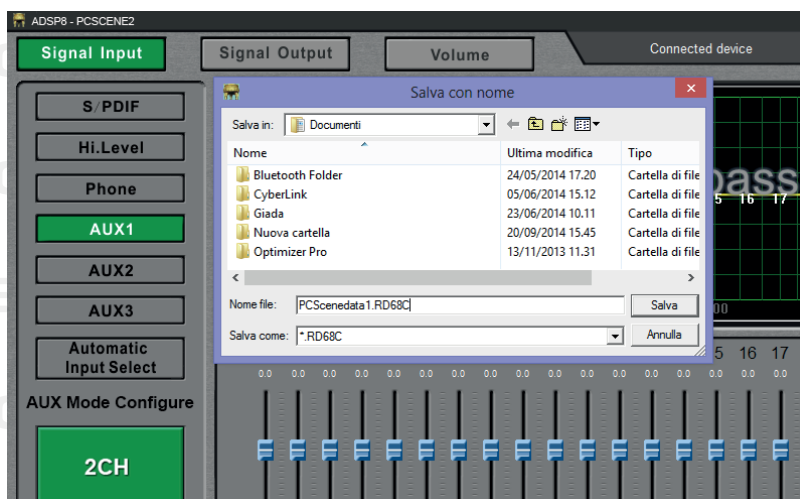 ADSP8 - PCSCENE2
Signal Input
Signal Output
Volume
Connected device
S/PDIF
Hi.Level
Phone
AUX1
AUX2
AUX3
Automatic
Input Select
AUX Mode Configure
2CH
Salva con nome
Salva in: Documenti
Nome Ultima modifica Tipo
Bluetooth Folder 24/05/2014 17.20 Cartella di file
CyberLink 05/06/2014 15.12 Cartella di file
Giada 23/06/2014 10.11 Cartella di file
Nuova cartella 20/09/2014 15.45 Cartella di file
Optimizer Pro 13/11/2013 11.31 Cartella di file
Nome file: PCScenedata1.RD68C Salva
Salva come: *.RD68C Annulla
pass
5 16 17
00
5 16 17
0.0 0.0 0.0 0.0 0.0 0.0 0.0 0.0 0.0 0.0 0.0 0.0 0.0 0.0 0.0 0.0 0.0